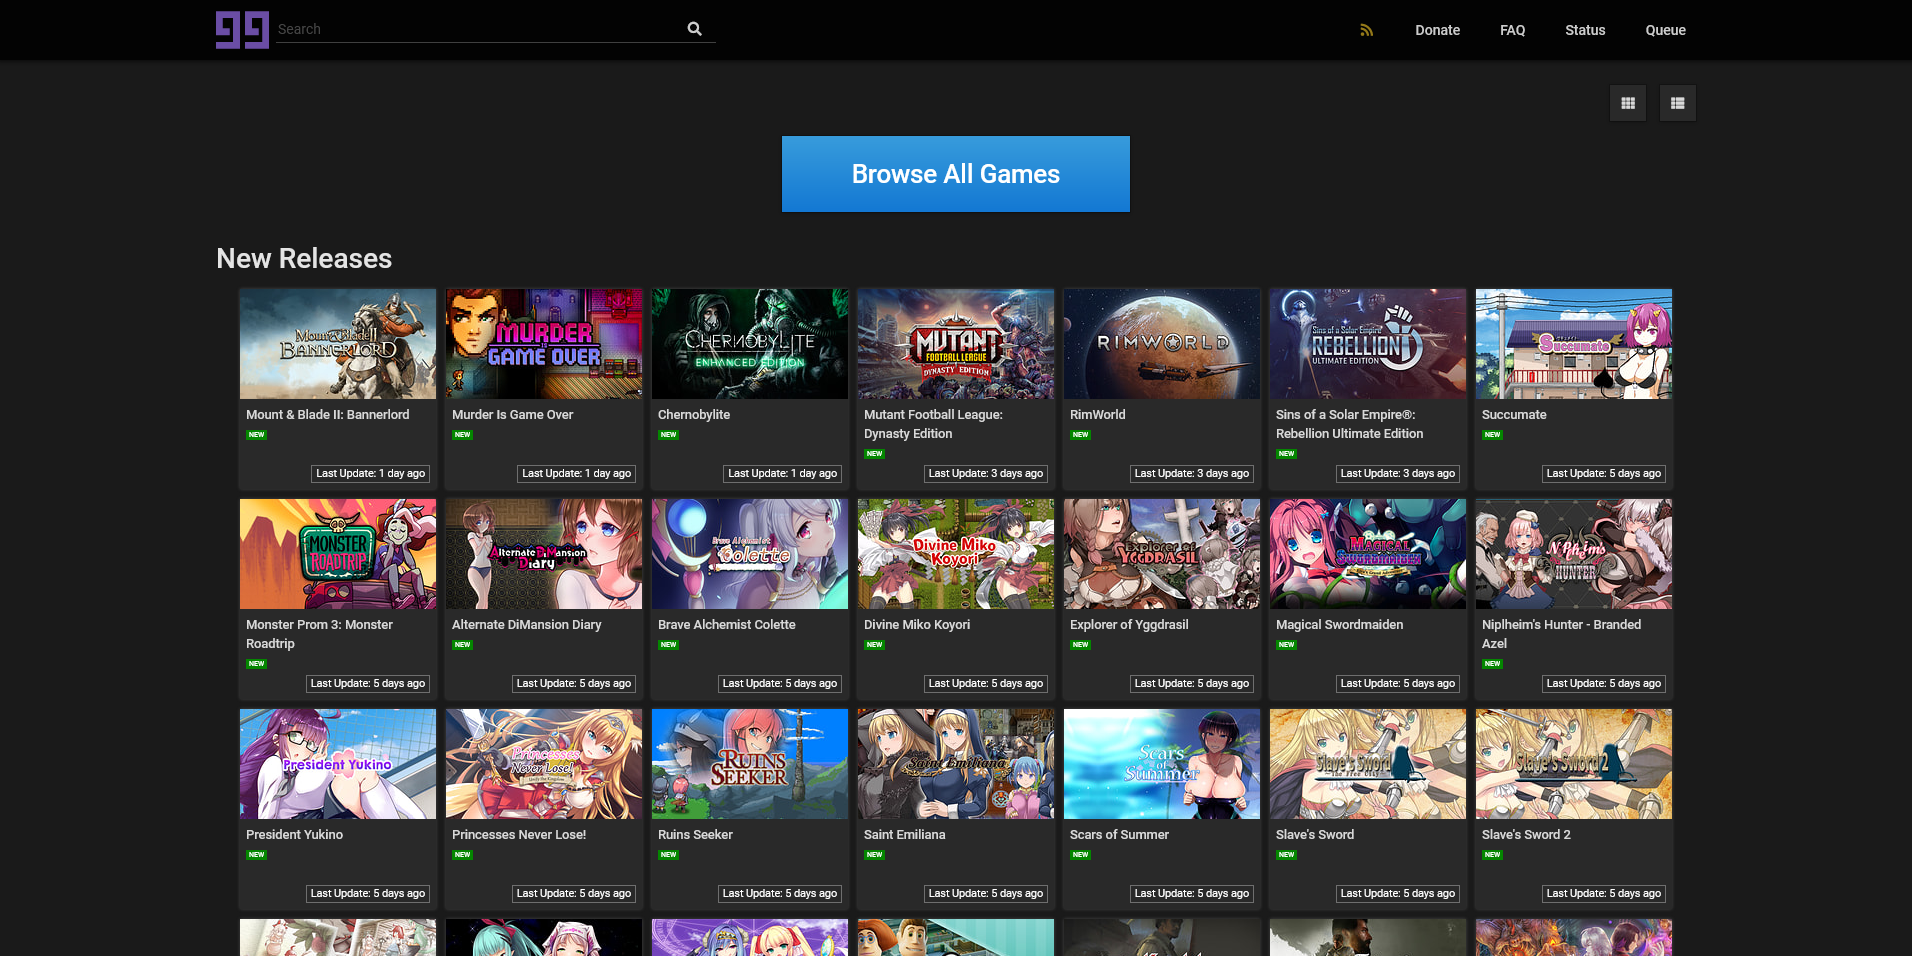 gg
Search
Donate
FAQ
Status
Queue
Browse All Games
New Releases
Mount & Blade II
BANNERLORD
MURDER
IS
GAME OVER
CHERNOBYLITE
ENHANCED EDITION
MUTANT
FOOTBALL LEAGUE
DYNASTY EDITION
RIMWORLD
Sins of a Solar Empire
REBELLION
ULTIMATE EDITION
Succumate
Mount & Blade II: Bannerlord
NEW
Last Update: 1 day ago
Murder Is Game Over
NEW
Last Update: 1 day ago
Chernobylite
NEW
Last Update: 1 day ago
Mutant Football League:
Dynasty Edition
NEW
Last Update: 3 days ago
RimWorld
NEW
Last Update: 3 days ago
Sins of a Solar Empire®:
Rebellion Ultimate Edition
NEW
Last Update: 3 days ago
Succumate
NEW
Last Update: 5 days ago
MONSTER
ROADTRIP
Alternate DiMansion
Diary
Brave Alchemist
Colette
Divine Miko
Koyori
Explorer of
YGGDRASIL
MAGICAL
SWORDMAIDEN
Niplheim's
HUNTER
Monster Prom 3: Monster
Roadtrip
NEW
Last Update: 5 days ago
Alternate DiMansion Diary
NEW
Last Update: 5 days ago
Brave Alchemist Colette
NEW
Last Update: 5 days ago
Divine Miko Koyori
NEW
Last Update: 5 days ago
Explorer of Yggdrasil
NEW
Last Update: 5 days ago
Magical Swordmaiden
NEW
Last Update: 5 days ago
Niplheim's Hunter - Branded
Azel
NEW
Last Update: 5 days ago
President Yukino
Princesses
Never Lose!
RUINS
SEEKER
Saint Emiliana
Scars
of
Summer
Slave's Sword
~The Free City~
Slave's Sword 2
President Yukino
NEW
Last Update: 5 days ago
Princesses Never Lose!
NEW
Last Update: 5 days ago
Ruins Seeker
NEW
Last Update: 5 days ago
Saint Emiliana
NEW
Last Update: 5 days ago
Scars of Summer
NEW
Last Update: 5 days ago
Slave's Sword
NEW
Last Update: 5 days ago
Slave's Sword 2
NEW
Last Update: 5 days ago